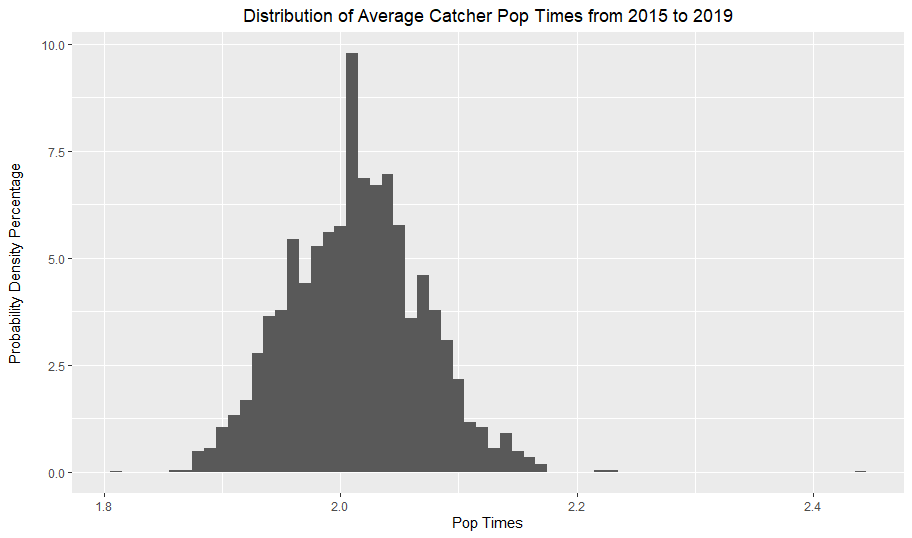 Distribution of Average Catcher Pop Times from 2015 to 2019
Probability Density Percentage
10.0
7.5
5.0
2.5
0.0
1.8 2.0 2.2 2.4
Pop Times